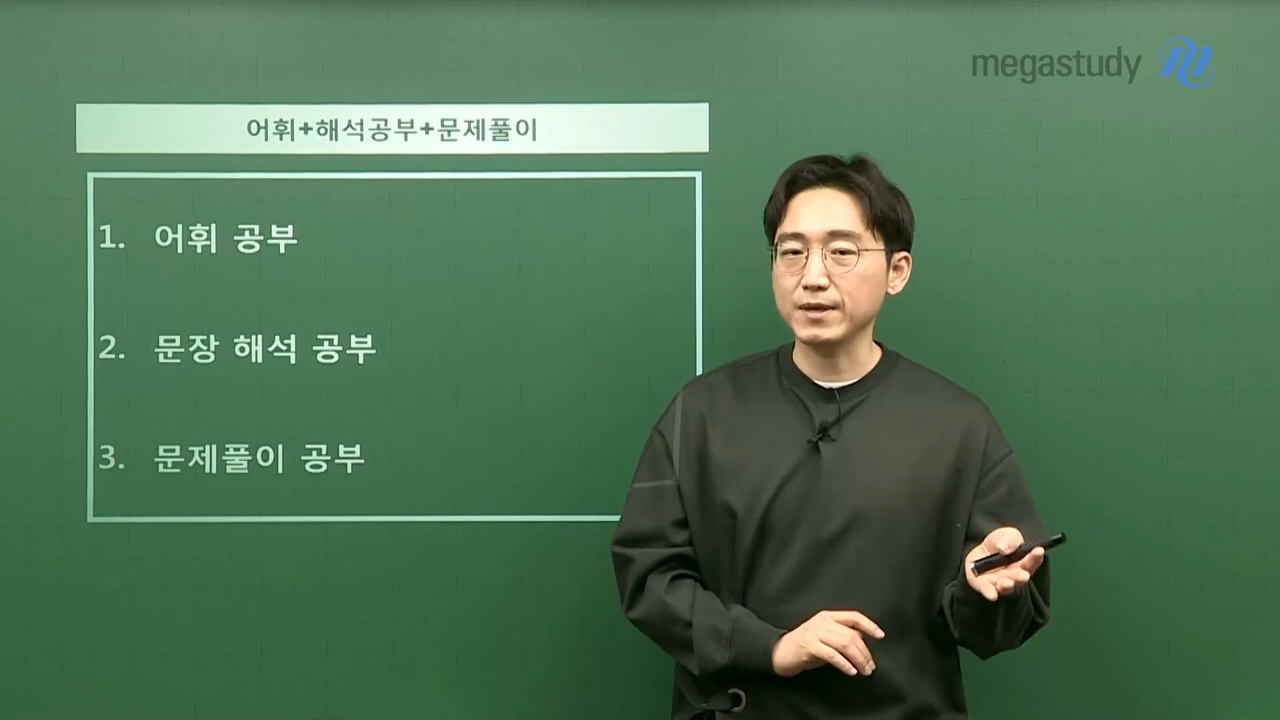 megastudy
어휘+해석공부+문제풀이
1. 어휘 공부
2. 문장 해석 공부
3. 문제풀이 공부